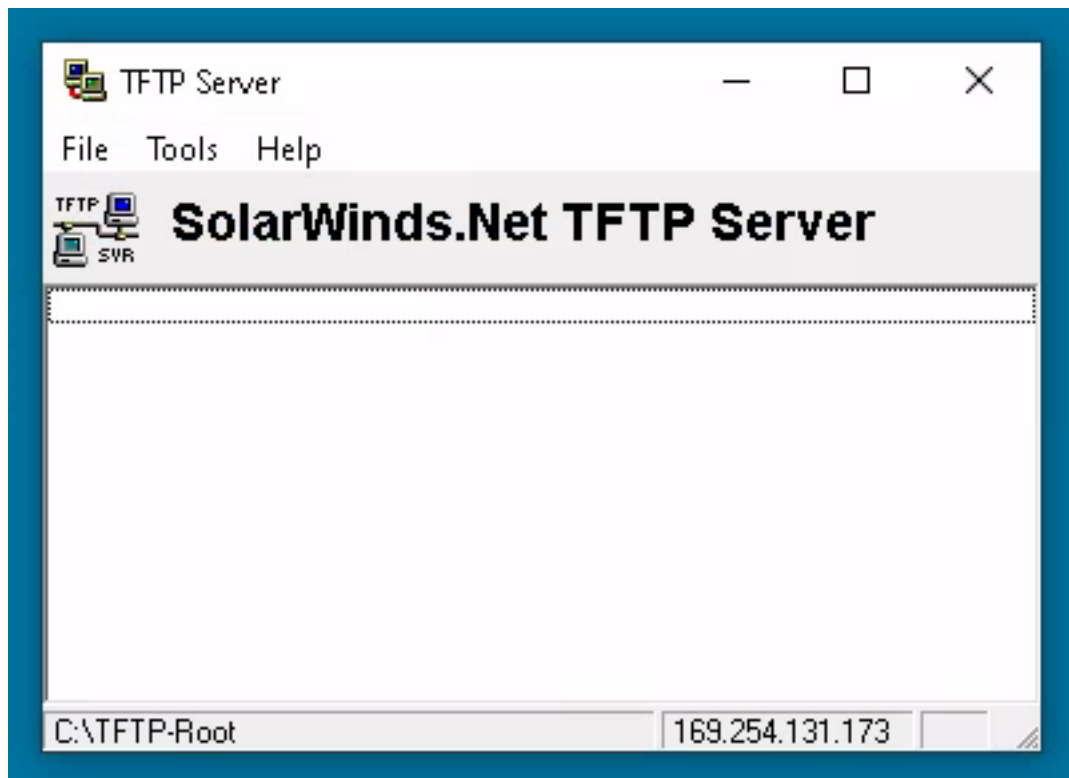 TFTP Server
File Tools Help
TFTP
SVR
SolarWinds.Net TFTP Server
C:\TFTP-Root
169.254.131.173